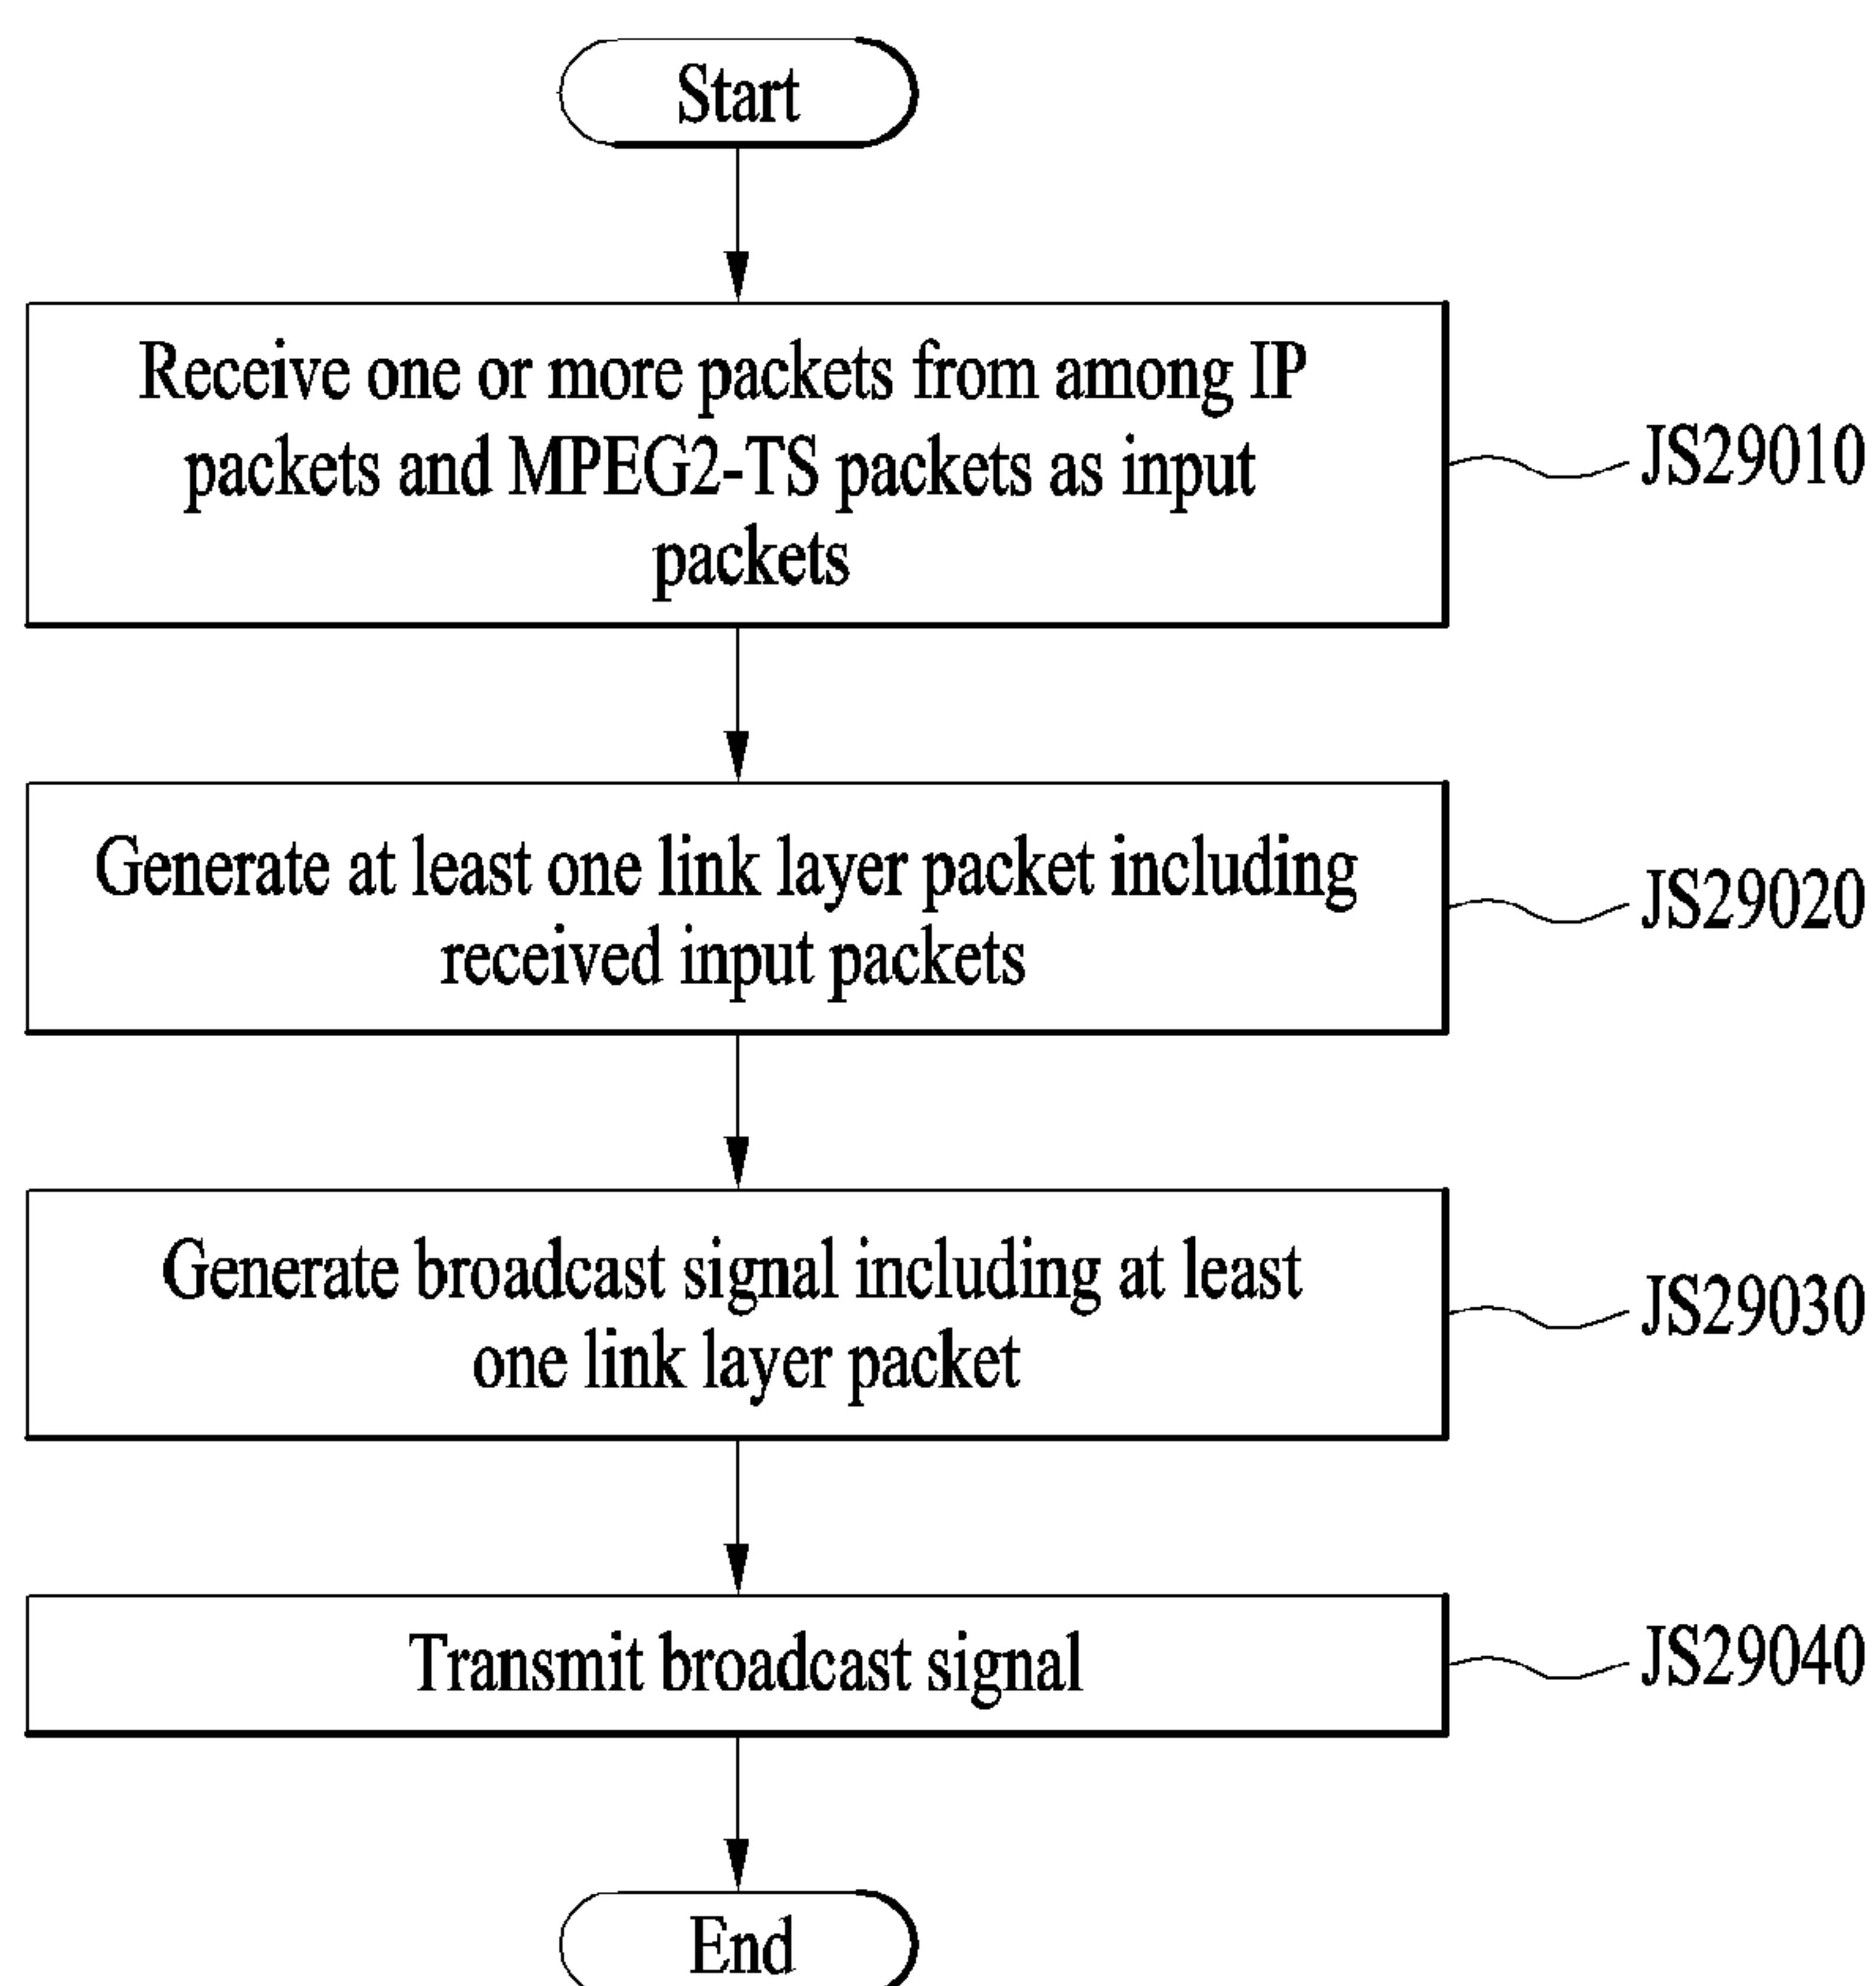 Start
Receive one or more packets from among IP
packets and MPEG2-TS packets as input
packets
JS29010
Generate at least one link layer packet including
received input packets
JS29020
Generate broadcast signal including at least
one link layer packet
JS29030
Transmit broadcast signal
JS29040
End